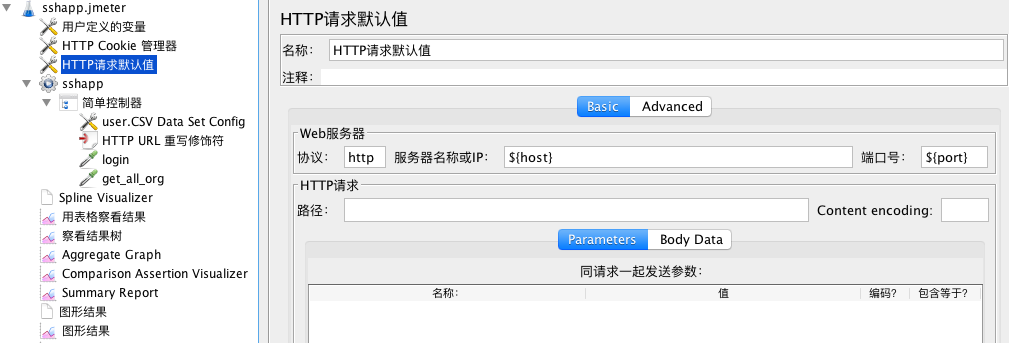 sshapp.jmeter
用户定义的变量
HTTP Cookie 管理器
HTTP请求默认值
sshapp
简单控制器
user.CSV Data Set Config
HTTP URL 重写修饰符
login
get_all_org
Spline Visualizer
用表格察看结果
察看结果树
Aggregate Graph
Comparison Assertion Visualizer
Summary Report
图形结果
图形结果
HTTP请求默认值
名称： HTTP请求默认值
注释：
Basic Advanced
Web服务器
协议： http 服务器名称或IP： ${host} 端口号： ${port}
HTTP请求
路径： Content encoding:
Parameters Body Data
同请求一起发送参数：
名称： 值 编码? 包含等于?